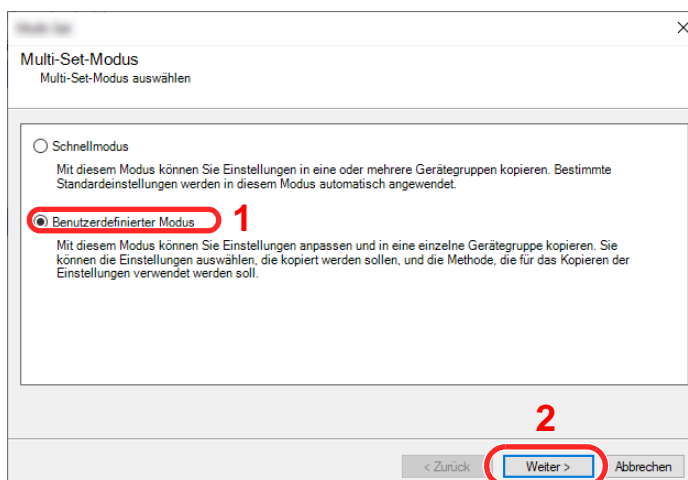 Multi-Set-Modus
Multi-Set-Modus auswählen
Schnellmodus
Mit diesem Modus können Sie Einstellungen in eine oder mehrere Gerätegruppen kopieren. Bestimmte
Standardeinstellungen werden in diesem Modus automatisch angewendet.
Benutzerdefinierter Modus 1
Mit diesem Modus können Sie Einstellungen anpassen und in eine einzelne Gerätegruppe kopieren. Sie
können die Einstellungen auswählen, die kopiert werden sollen, und die Methode, die für das Kopieren der
Einstellungen verwendet werden soll.
2
< Zurück Weiter > Abbrechen